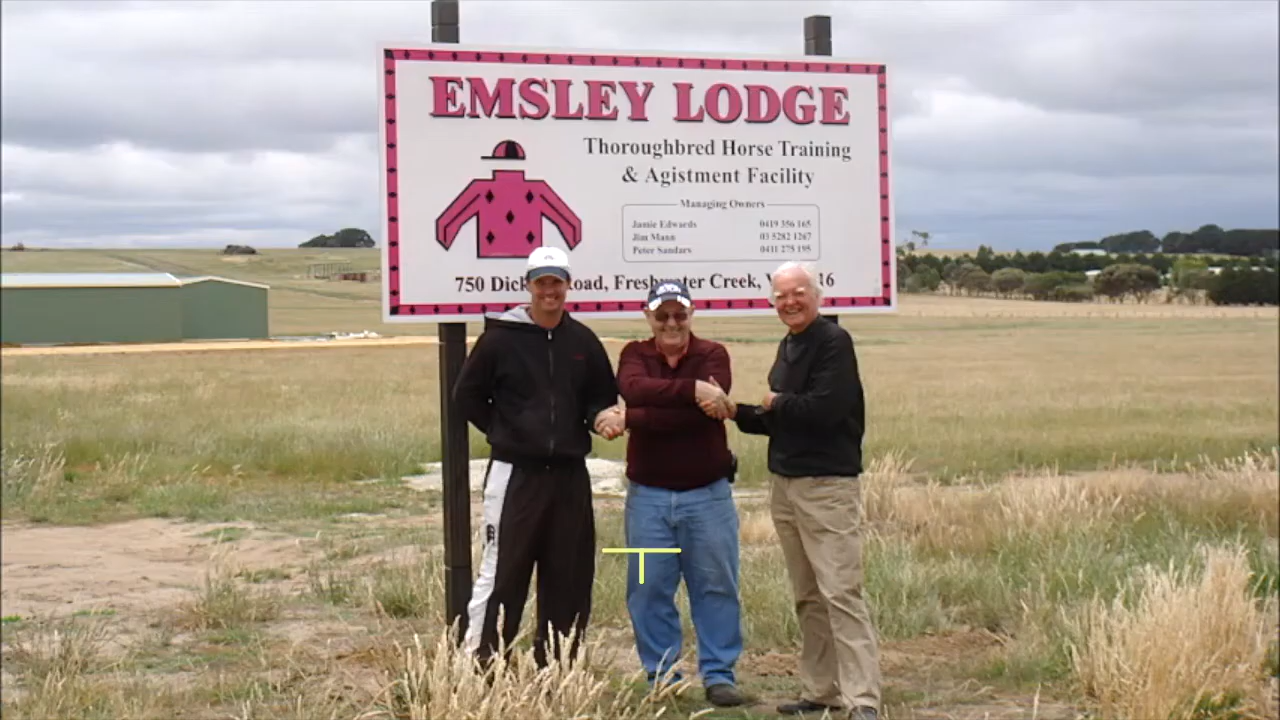 EMSLEY LODGE
Thoroughbred Horse Training
& Agistment Facility
Managing Owners
Jamie Edwards 0419 356 165
Jim Mann 03 5282 1267
Peter Sandars 0411 275 195
750 Road, Freshwater Creek,